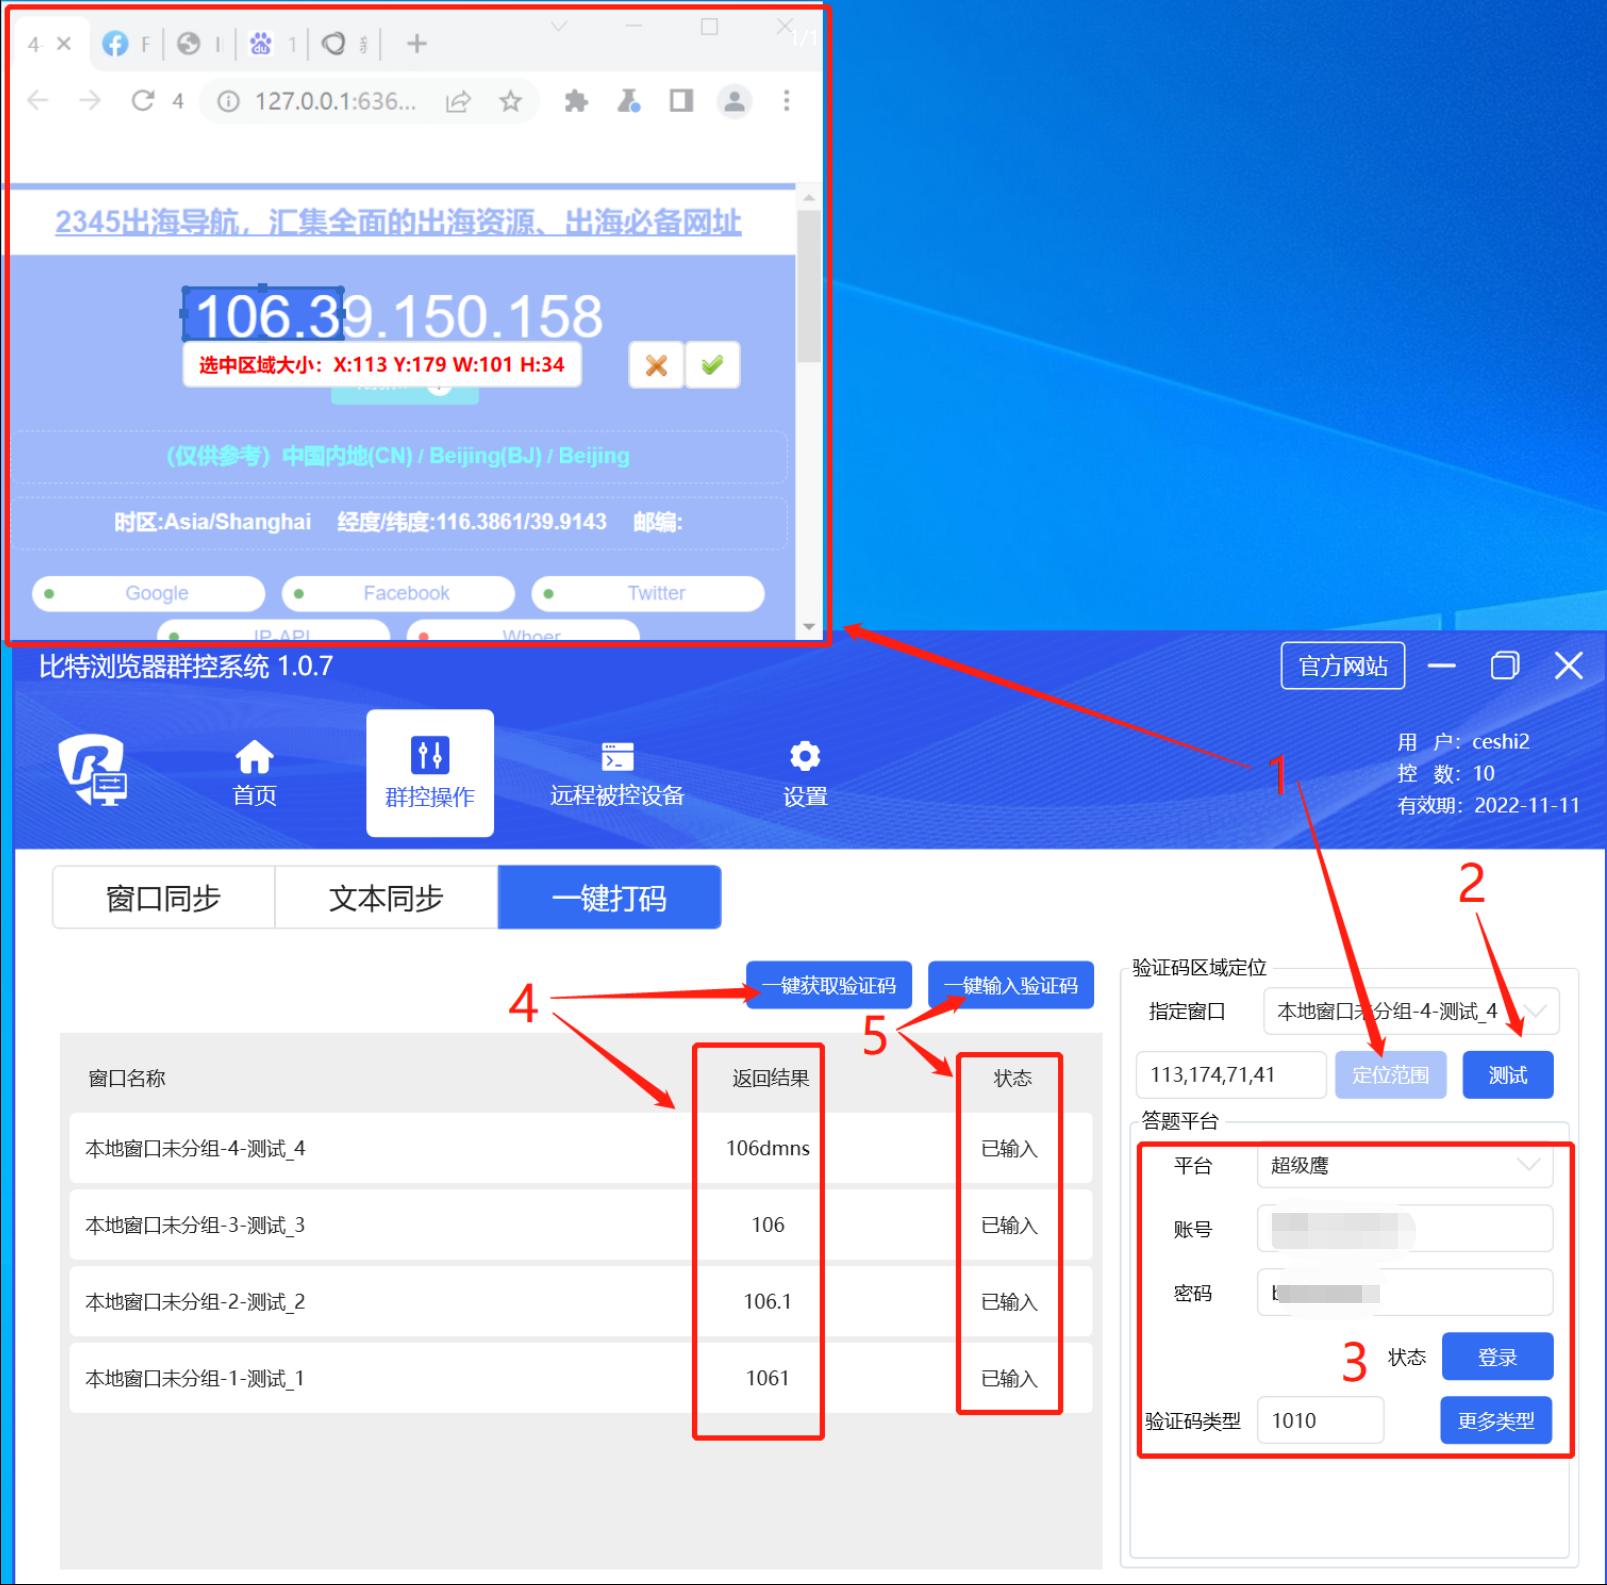 4
F
I
1
1/1
4
127.0.0.1:636...
2345出海导航，汇集全面的出海资源、出海必备网址
106.39.150.158
选中区域大小：X:113 Y:179 W:101 H:34
（仅供参考）中国内地(CN) / Beijing(BJ) / Beijing
时区:Asia/Shanghai 经度/纬度:116.3861/39.9143 邮编:
Google
Facebook
Twitter
IP-API
Whoer
比特浏览器群控系统 1.0.7
官方网站
首页
群控操作
远程被控设备
设置
用 户：ceshi2
控 数：10
有效期：2022-11-11
1
2
窗口同步
文本同步
一键打码
4
一键获取验证码
5
一键输入验证码
窗口名称
返回结果
状态
本地窗口未分组-4-测试_4
106dmns
已输入
本地窗口未分组-3-测试_3
106
已输入
本地窗口未分组-2-测试_2
106.1
已输入
本地窗口未分组-1-测试_1
1061
已输入
验证码区域定位
指定窗口
本地窗口未分组-4-测试_4
113,174,71,41
定位范围
测试
答题平台
平台
超级鹰
账号
密码
3
状态
登录
验证码类型
1010
更多类型